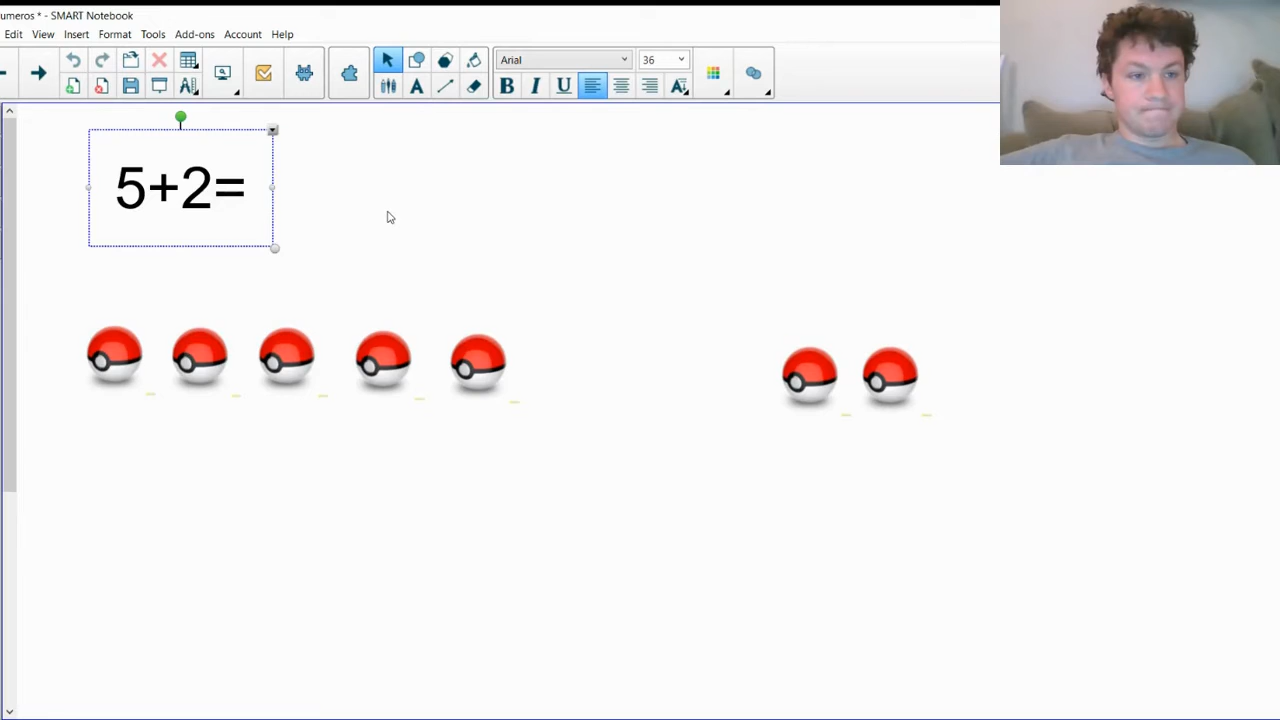 umeros * - SMART Notebook
Edit View Insert Format Tools Add-ons Account Help
Arial 36
B I U
5+2=